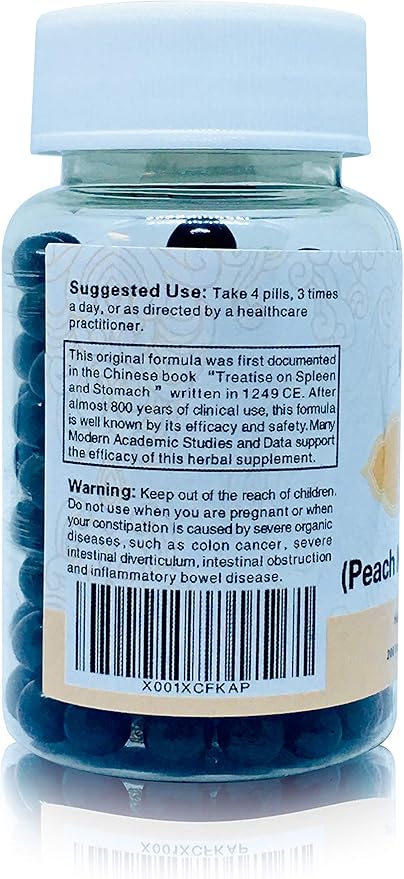 Suggested Use: Take 4 pills, 3 times
a day, or as directed by a healthcare
practitioner.
This original formula was first documented
in the Chinese book “Treatise on Spleen
and Stomach ” written in 1249 CE. After
almost 800 years of clinical use, this formula
is well known by its efficacy and safety. Many
Modern Academic Studies and Data support
the efficacy of this herbal supplement.
Warning: Keep out of the reach of children.
Do not use when you are pregnant or when
your constipation is caused by severe organic
diseases, such as colon cancer, severe
intestinal diverticulum, intestinal obstruction
and inflammatory bowel disease.
(Peach
X001XCFKAP